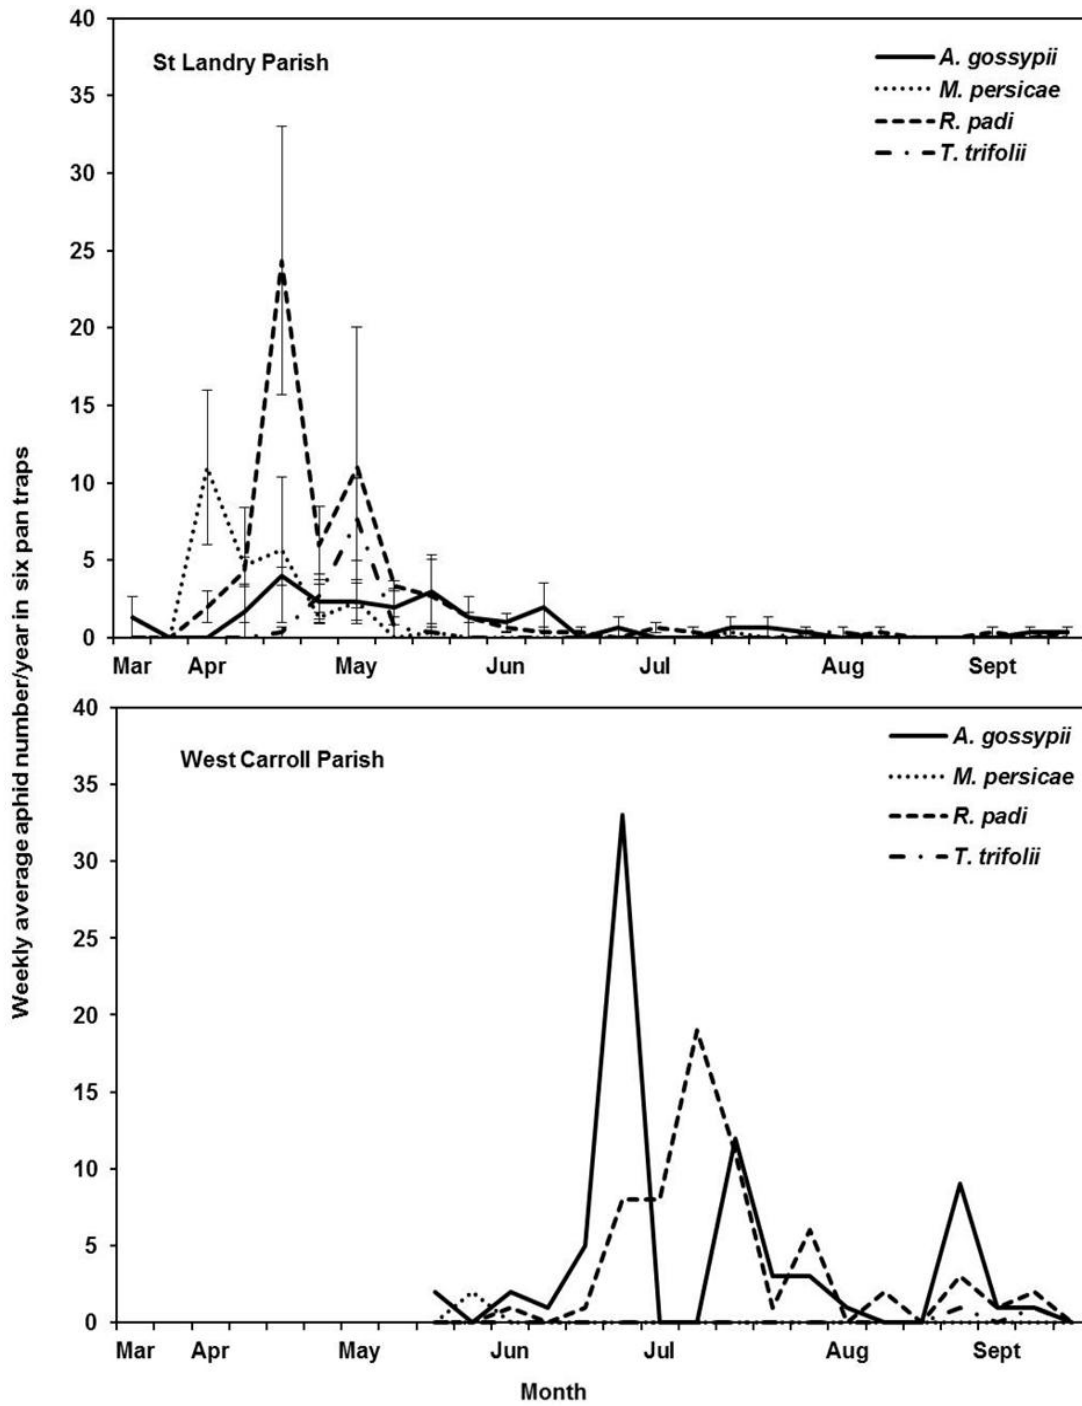 Weekly average aphid number/year in six pan traps
40
35
30
25
20
15
10
5
0
St Landry Parish
A. gossypii
M. persicae
R. padi
T. trifolii
Mar Apr May Jun Jul Aug Sept
40
35
30
25
20
15
10
5
0
West Carroll Parish
A. gossypii
M. persicae
R. padi
T. trifolii
Mar Apr May Jun Jul Aug Sept
Month